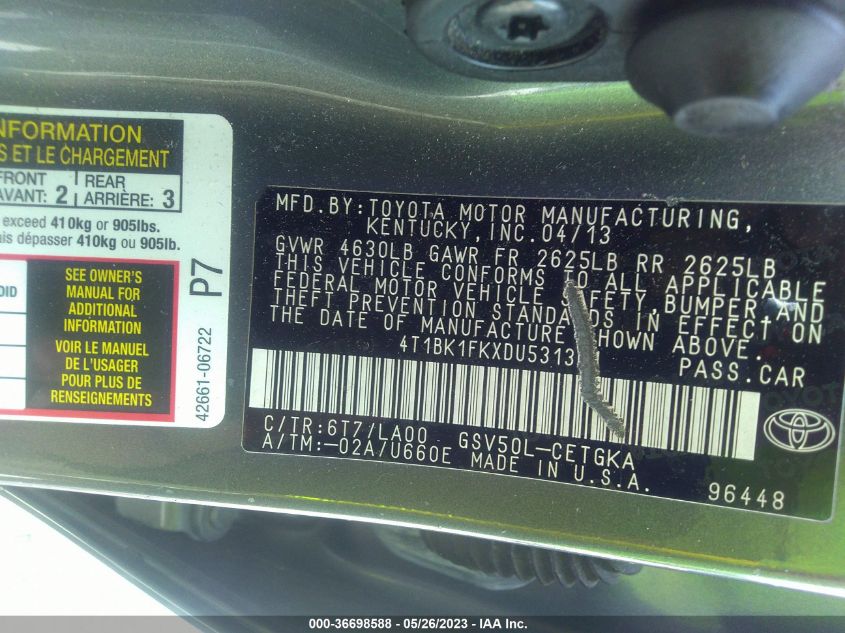 INFORMATION
S ET LE CHARGEMENT
FRONT
AVANT: 2
REAR
ARRIÈRE: 3
exceed 410kg or 905lbs.
dépasser 410kg ou 905lb.
SEE OWNER'S
MANUAL FOR
ADDITIONAL
INFORMATION
VOIR LE MANUEL
DE L'USAGER
POUR PLUS DE
RENSEIGNEMENTS
P7
42661-06722
MFD.BY:TOYOTA MOTOR MANUFACTURING,
KENTUCKY,INC.04/13
GVWR 4630LB GAWR FR 2625LB RR 2625LB
THIS VEHICLE CONFORMS TO ALL APPLICABLE
FEDERAL MOTOR VEHICLE SAFETY,BUMPER AND
THEFT PREVENTION STANDARDS IN EFFECT ON
THE DATE OF MANUFACTURE SHOWN ABOVE.
4T1BK1FKXDU5313
PASS.CAR
C/TR:6T7/LA00 GSV50L-CETGKA
A/TM:-02A/U660E MADE IN U.S.A.
TOYOTA
96448
000-36698588 - 05/26/2023 - IAAI.com